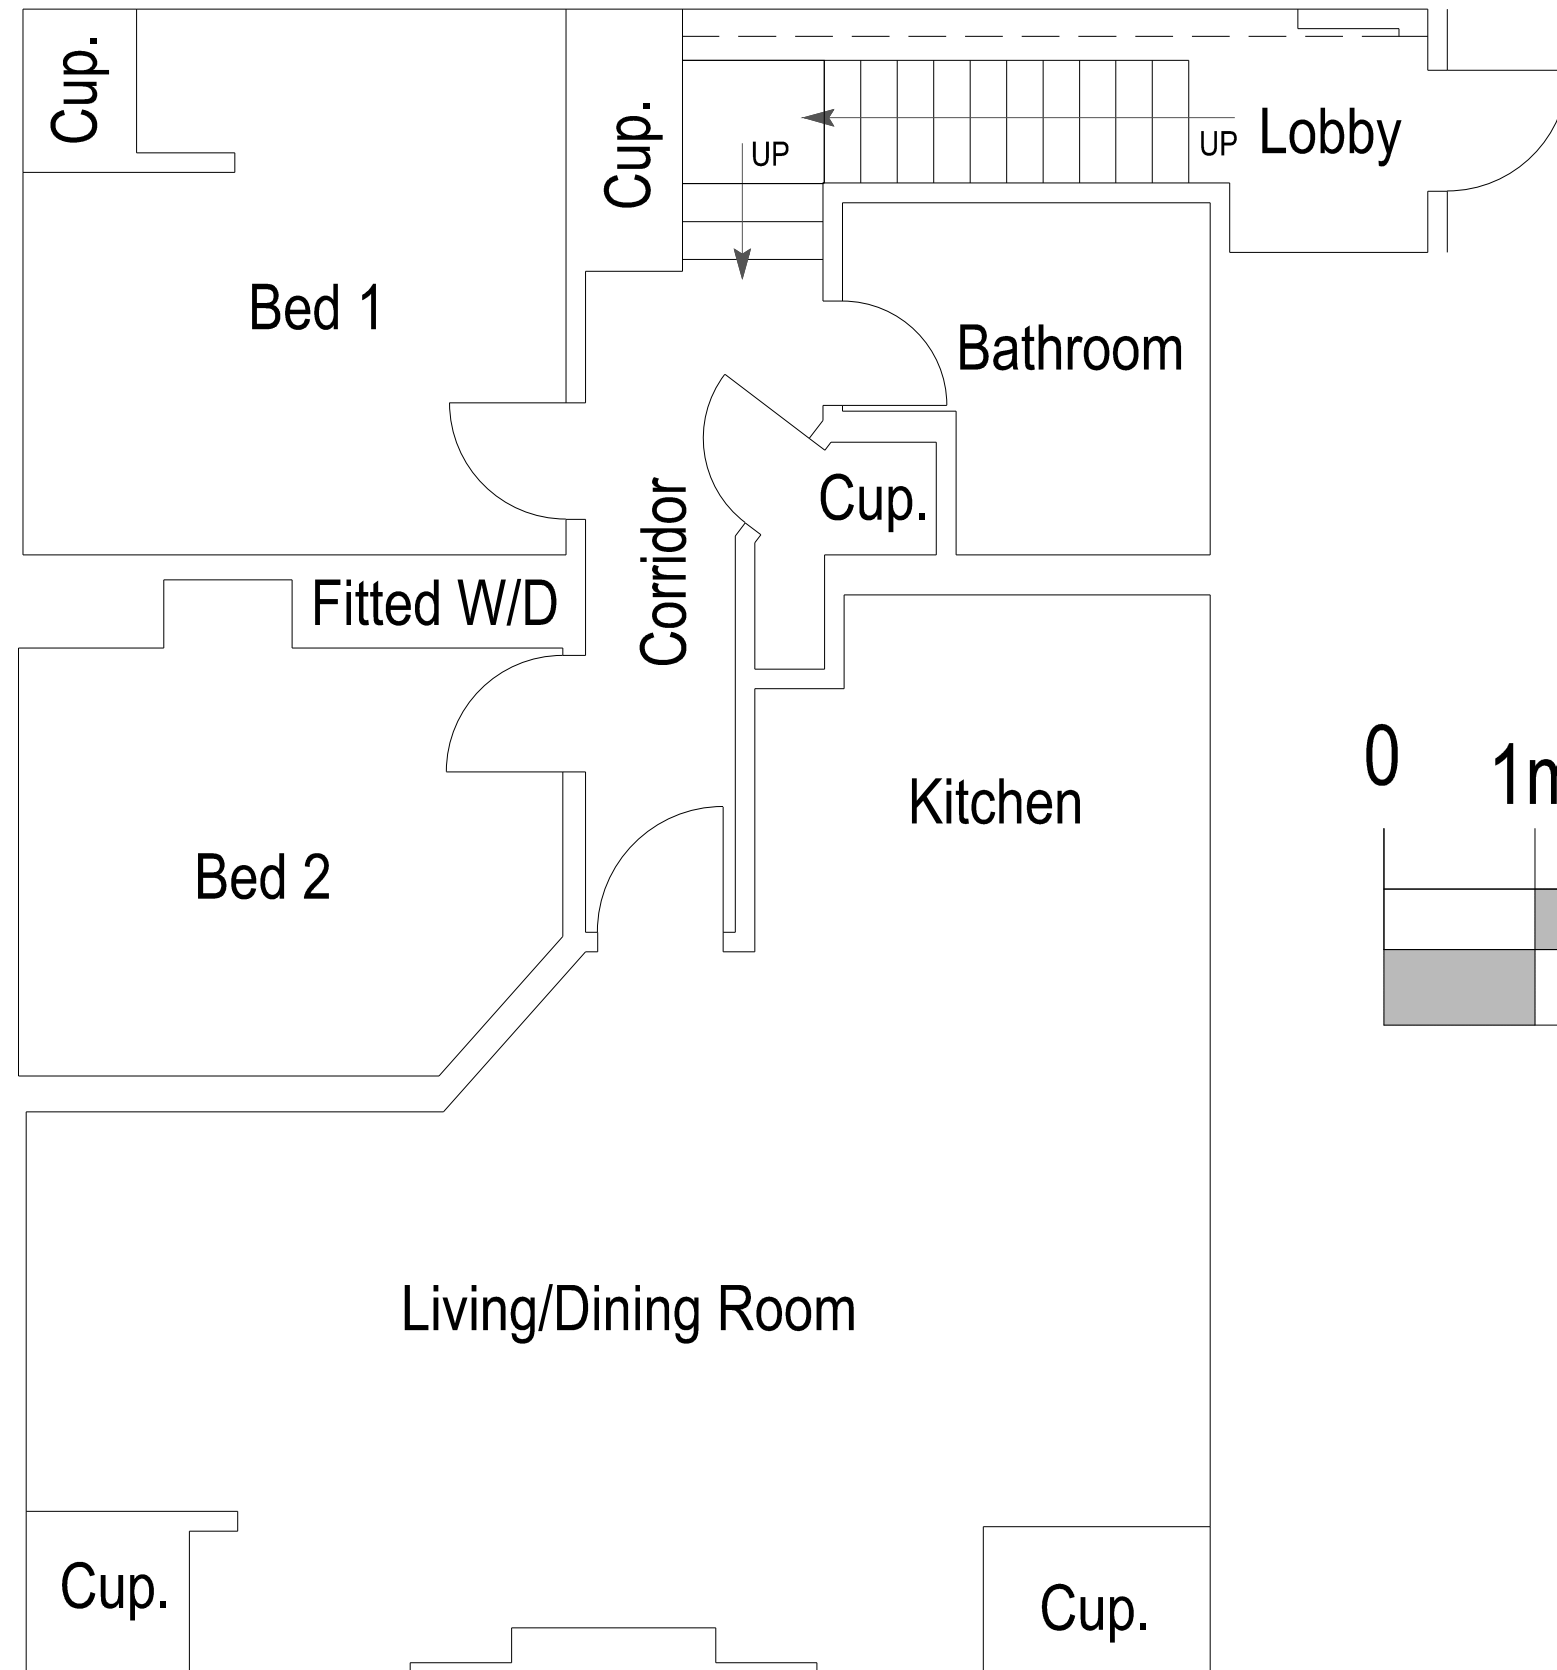 Cup.
Cup.
UP
UP
Lobby
Bed 1
Bathroom
Cup.
Corridor
Fitted W/D
0
1m
Kitchen
Bed 2
Living/Dining Room
Cup.
Cup.